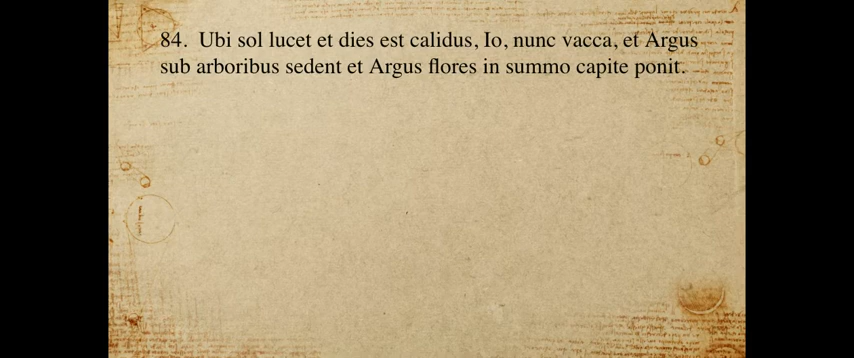 84. Ubi sol lucet et dies est calidus, Io, nunc vacca, et Argus
sub arboribus sedent et Argus flores in summo capite ponit.